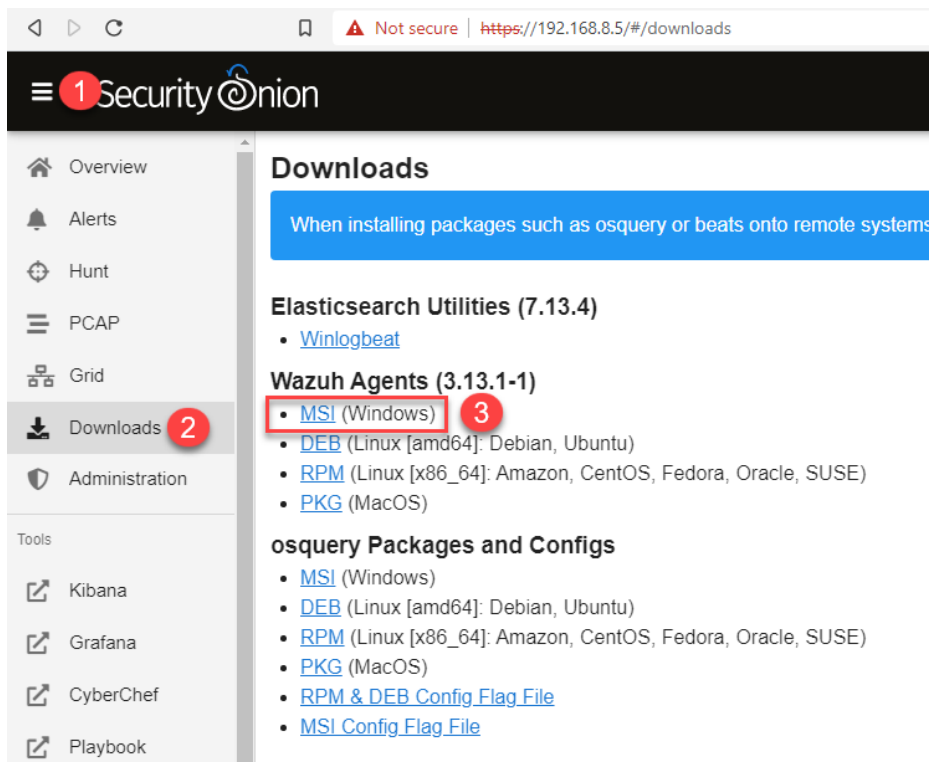 Not secure | https://192.168.8.5/#/downloads
1 Security Onion
Overview
Alerts
Hunt
PCAP
Grid
Downloads 2
Administration
Tools
Kibana
Grafana
CyberChef
Playbook
Downloads
When installing packages such as osquery or beats onto remote systems
Elasticsearch Utilities (7.13.4)
• Winlogbeat
Wazuh Agents (3.13.1-1)
• MSI (Windows) 3
• DEB (Linux [amd64]: Debian, Ubuntu)
• RPM (Linux [x86_64]: Amazon, CentOS, Fedora, Oracle, SUSE)
• PKG (MacOS)
osquery Packages and Configs
• MSI (Windows)
• DEB (Linux [amd64]: Debian, Ubuntu)
• RPM (Linux [x86_64]: Amazon, CentOS, Fedora, Oracle, SUSE)
• PKG (MacOS)
• RPM & DEB Config Flag File
• MSI Config Flag File